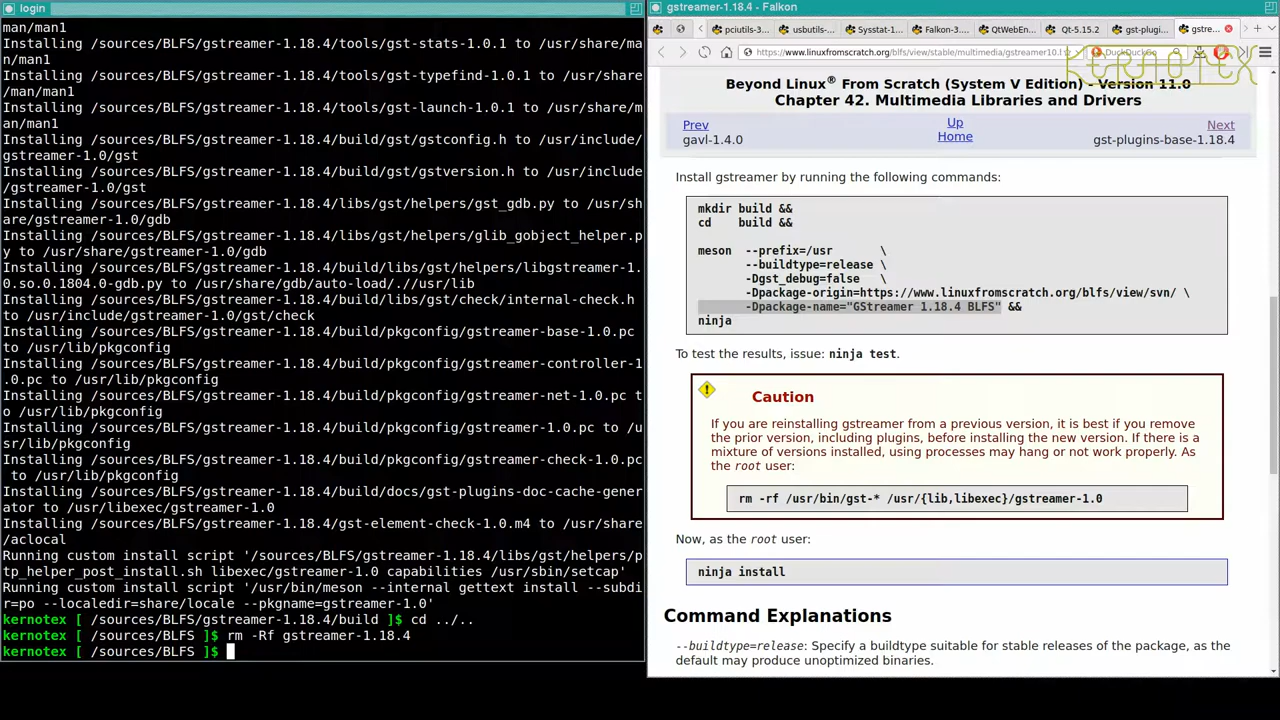 login
man/man1
Installing /sources/BLFS/gstreamer-1.18.4/tools/gst-stats-1.0.1 to /usr/share/ma
n/man1
Installing /sources/BLFS/gstreamer-1.18.4/tools/gst-typefind-1.0.1 to /usr/share
/man/man1
Installing /sources/BLFS/gstreamer-1.18.4/tools/gst-launch-1.0.1 to /usr/share/m
an/man1
Installing /sources/BLFS/gstreamer-1.18.4/build/gst/gstconfig.h to /usr/include/
gstreamer-1.0/gst
Installing /sources/BLFS/gstreamer-1.18.4/build/gst/gstversion.h to /usr/include
/gstreamer-1.0/gst
Installing /sources/BLFS/gstreamer-1.18.4/libs/gst/helpers/gst_gdb.py to /usr/sh
are/gstreamer-1.0/gdb
Installing /sources/BLFS/gstreamer-1.18.4/libs/gst/helpers/glib_gobject_helper.p
y to /usr/share/gstreamer-1.0/gdb
Installing /sources/BLFS/gstreamer-1.18.4/build/libs/gst/helpers/libgstreamer-1.
0.so.0.1804.0-gdb.py to /usr/share/gdb/auto-load/.//usr/lib
Installing /sources/BLFS/gstreamer-1.18.4/build/libs/gst/check/internal-check.h
to /usr/include/gstreamer-1.0/gst/check
Installing /sources/BLFS/gstreamer-1.18.4/build/pkgconfig/gstreamer-base-1.0.pc
to /usr/lib/pkgconfig
Installing /sources/BLFS/gstreamer-1.18.4/build/pkgconfig/gstreamer-controller-1
.0.pc to /usr/lib/pkgconfig
Installing /sources/BLFS/gstreamer-1.18.4/build/pkgconfig/gstreamer-net-1.0.pc t
o /usr/lib/pkgconfig
Installing /sources/BLFS/gstreamer-1.18.4/build/pkgconfig/gstreamer-1.0.pc to /u
sr/lib/pkgconfig
Installing /sources/BLFS/gstreamer-1.18.4/build/pkgconfig/gstreamer-check-1.0.pc
 to /usr/lib/pkgconfig
Installing /sources/BLFS/gstreamer-1.18.4/build/docs/gst-plugins-doc-cache-gener
ator to /usr/libexec/gstreamer-1.0
Installing /sources/BLFS/gstreamer-1.18.4/gst-element-check-1.0.m4 to /usr/share
/aclocal
Running custom install script '/sources/BLFS/gstreamer-1.18.4/libs/gst/helpers/p
tp_helper_post_install.sh libexec/gstreamer-1.0 capabilities /usr/sbin/setcap'
Running custom install script '/usr/bin/meson --internal gettext install --subdi
r=po --localedir=share/locale --pkgname=gstreamer-1.0'
kernotex [ /sources/BLFS/gstreamer-1.18.4/build ]$ cd ../..
kernotex [ /sources/BLFS ]$ rm -Rf gstreamer-1.18.4
kernotex [ /sources/BLFS ]$
gstreamer-1.18.4 - Falkon
pciutils-3... usbutils-... Sysstat-1... Falkon-3.... QtWebEn... Qt-5.15.2 gst-plugi... gstre...
https://www.linuxfromscratch.org/blfs/view/stable/multimedia/gstreamer10. DuckDuckGo
KERNOTEX
Beyond Linux® From Scratch (System V Edition) - Version 11.0
Chapter 42. Multimedia Libraries and Drivers
Prev Up Next
gavl-1.4.0 Home gst-plugins-base-1.18.4
Install gstreamer by running the following commands:
mkdir build &&
cd    build &&
meson  --prefix=/usr       \
       --buildtype=release \
       -Dgst_debug=false   \
       -Dpackage-origin=https://www.linuxfromscratch.org/blfs/view/svn/ \
       -Dpackage-name="GStreamer 1.18.4 BLFS" &&
ninja
To test the results, issue: ninja test.
Caution
If you are reinstalling gstreamer from a previous version, it is best if you remove
the prior version, including plugins, before installing the new version. If there is a
mixture of versions installed, using processes may hang or not work properly. As
the root user:
rm -rf /usr/bin/gst-* /usr/{lib,libexec}/gstreamer-1.0
Now, as the root user:
ninja install
Command Explanations
--buildtype=release: Specify a buildtype suitable for stable releases of the package, as the
default may produce unoptimized binaries.